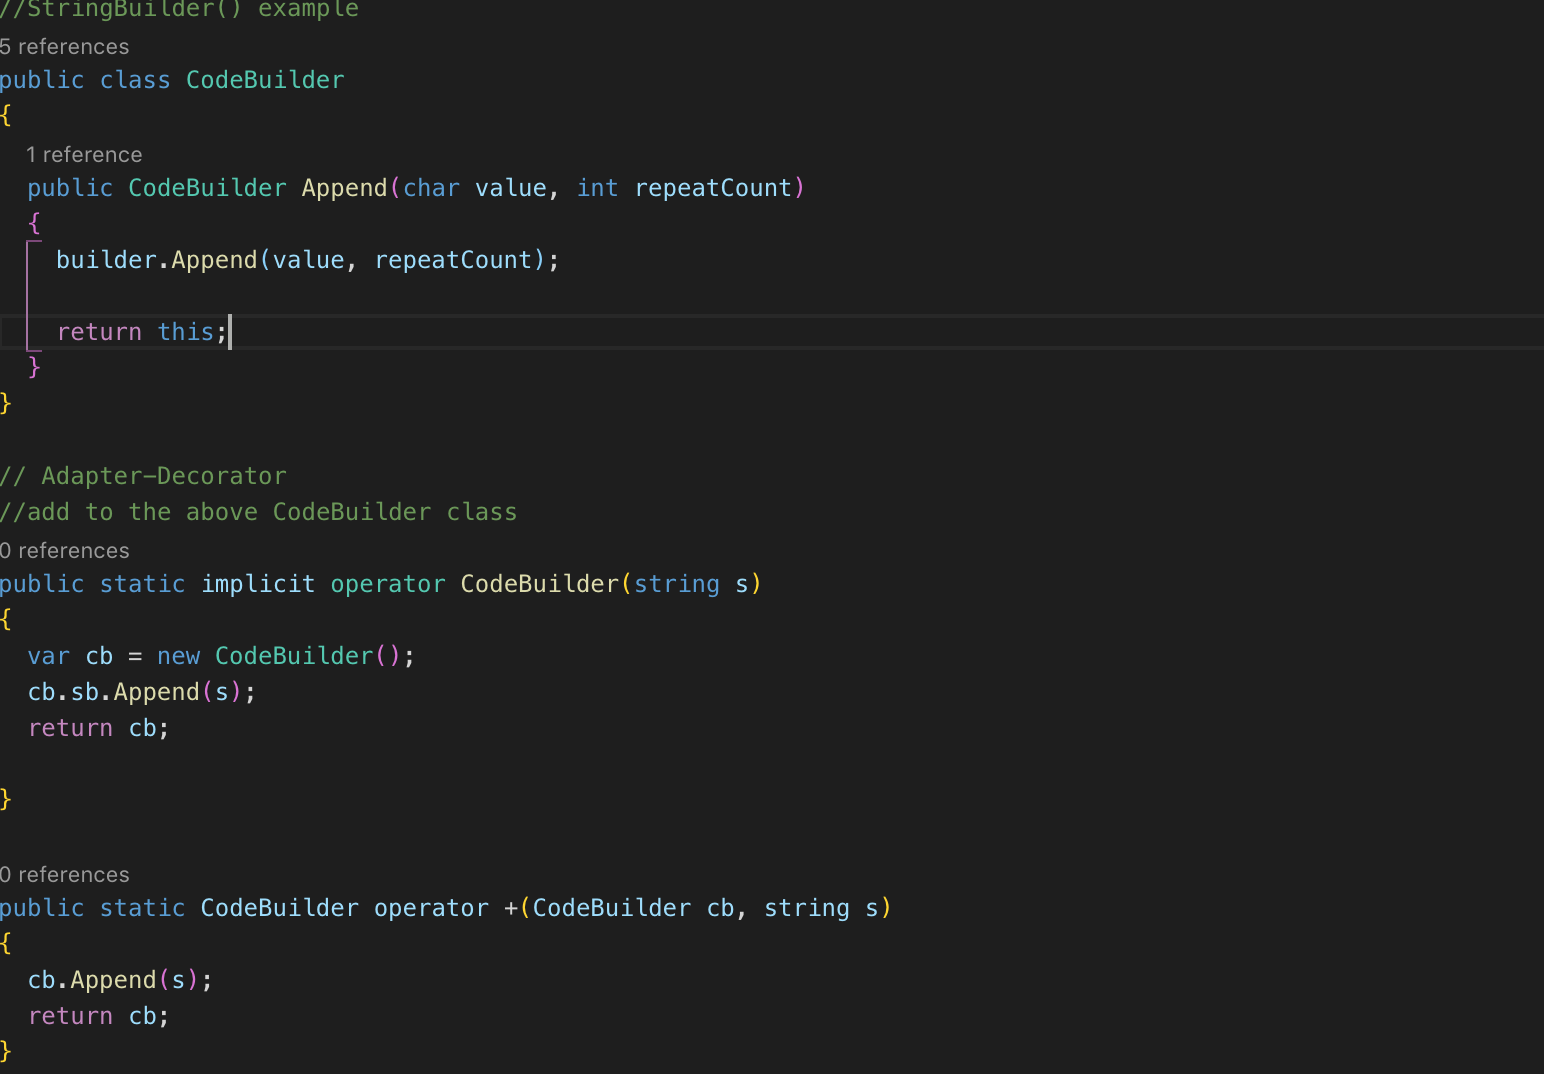 //StringBuilder() example
5 references
public class CodeBuilder
{
1 reference
public CodeBuilder Append(char value, int repeatCount)
{
builder.Append(value, repeatCount);
return this;
}
}
// Adapter-Decorator
//add to the above CodeBuilder class
0 references
public static implicit operator CodeBuilder(string s)
{
var cb = new CodeBuilder();
cb.sb.Append(s);
return cb;
}
0 references
public static CodeBuilder operator +(CodeBuilder cb, string s)
{
cb.Append(s);
return cb;
}